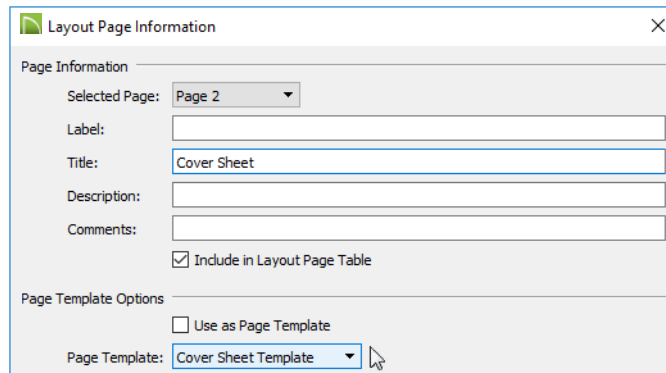 Layout Page Information
Page Information
Selected Page: Page 2
Label:
Title: Cover Sheet
Description:
Comments:
Include in Layout Page Table
Page Template Options
Use as Page Template
Page Template: Cover Sheet Template